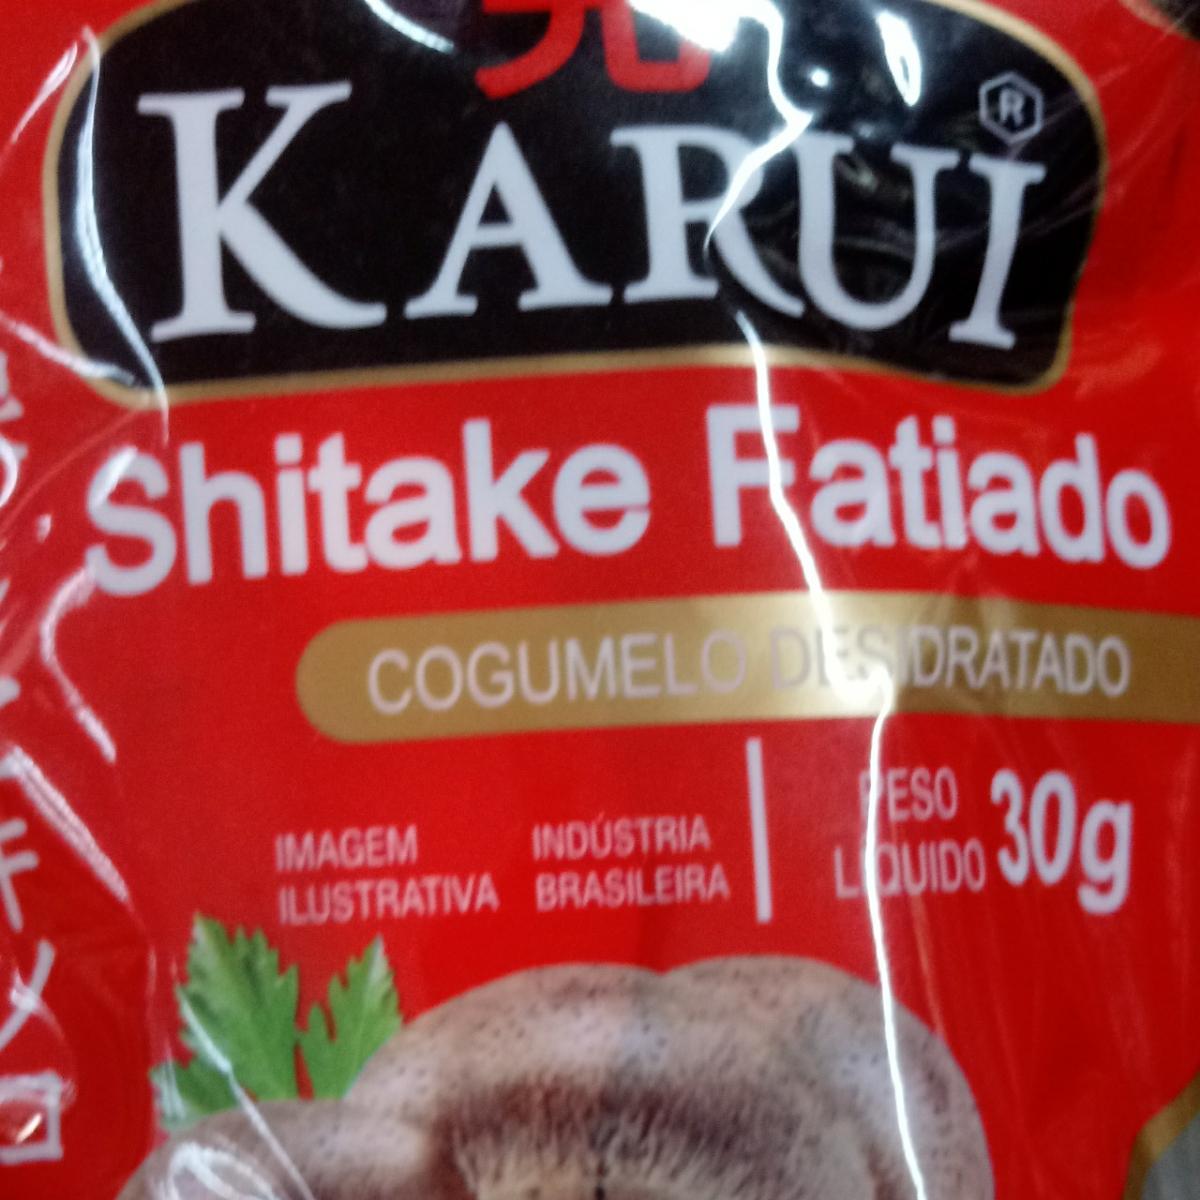 KARUI
®
Shitake Fatiado
COGUMELO DESIDRATADO
IMAGEM
ILUSTRATIVA
INDÚSTRIA
BRASILEIRA
PESO
LÍQUIDO
30g